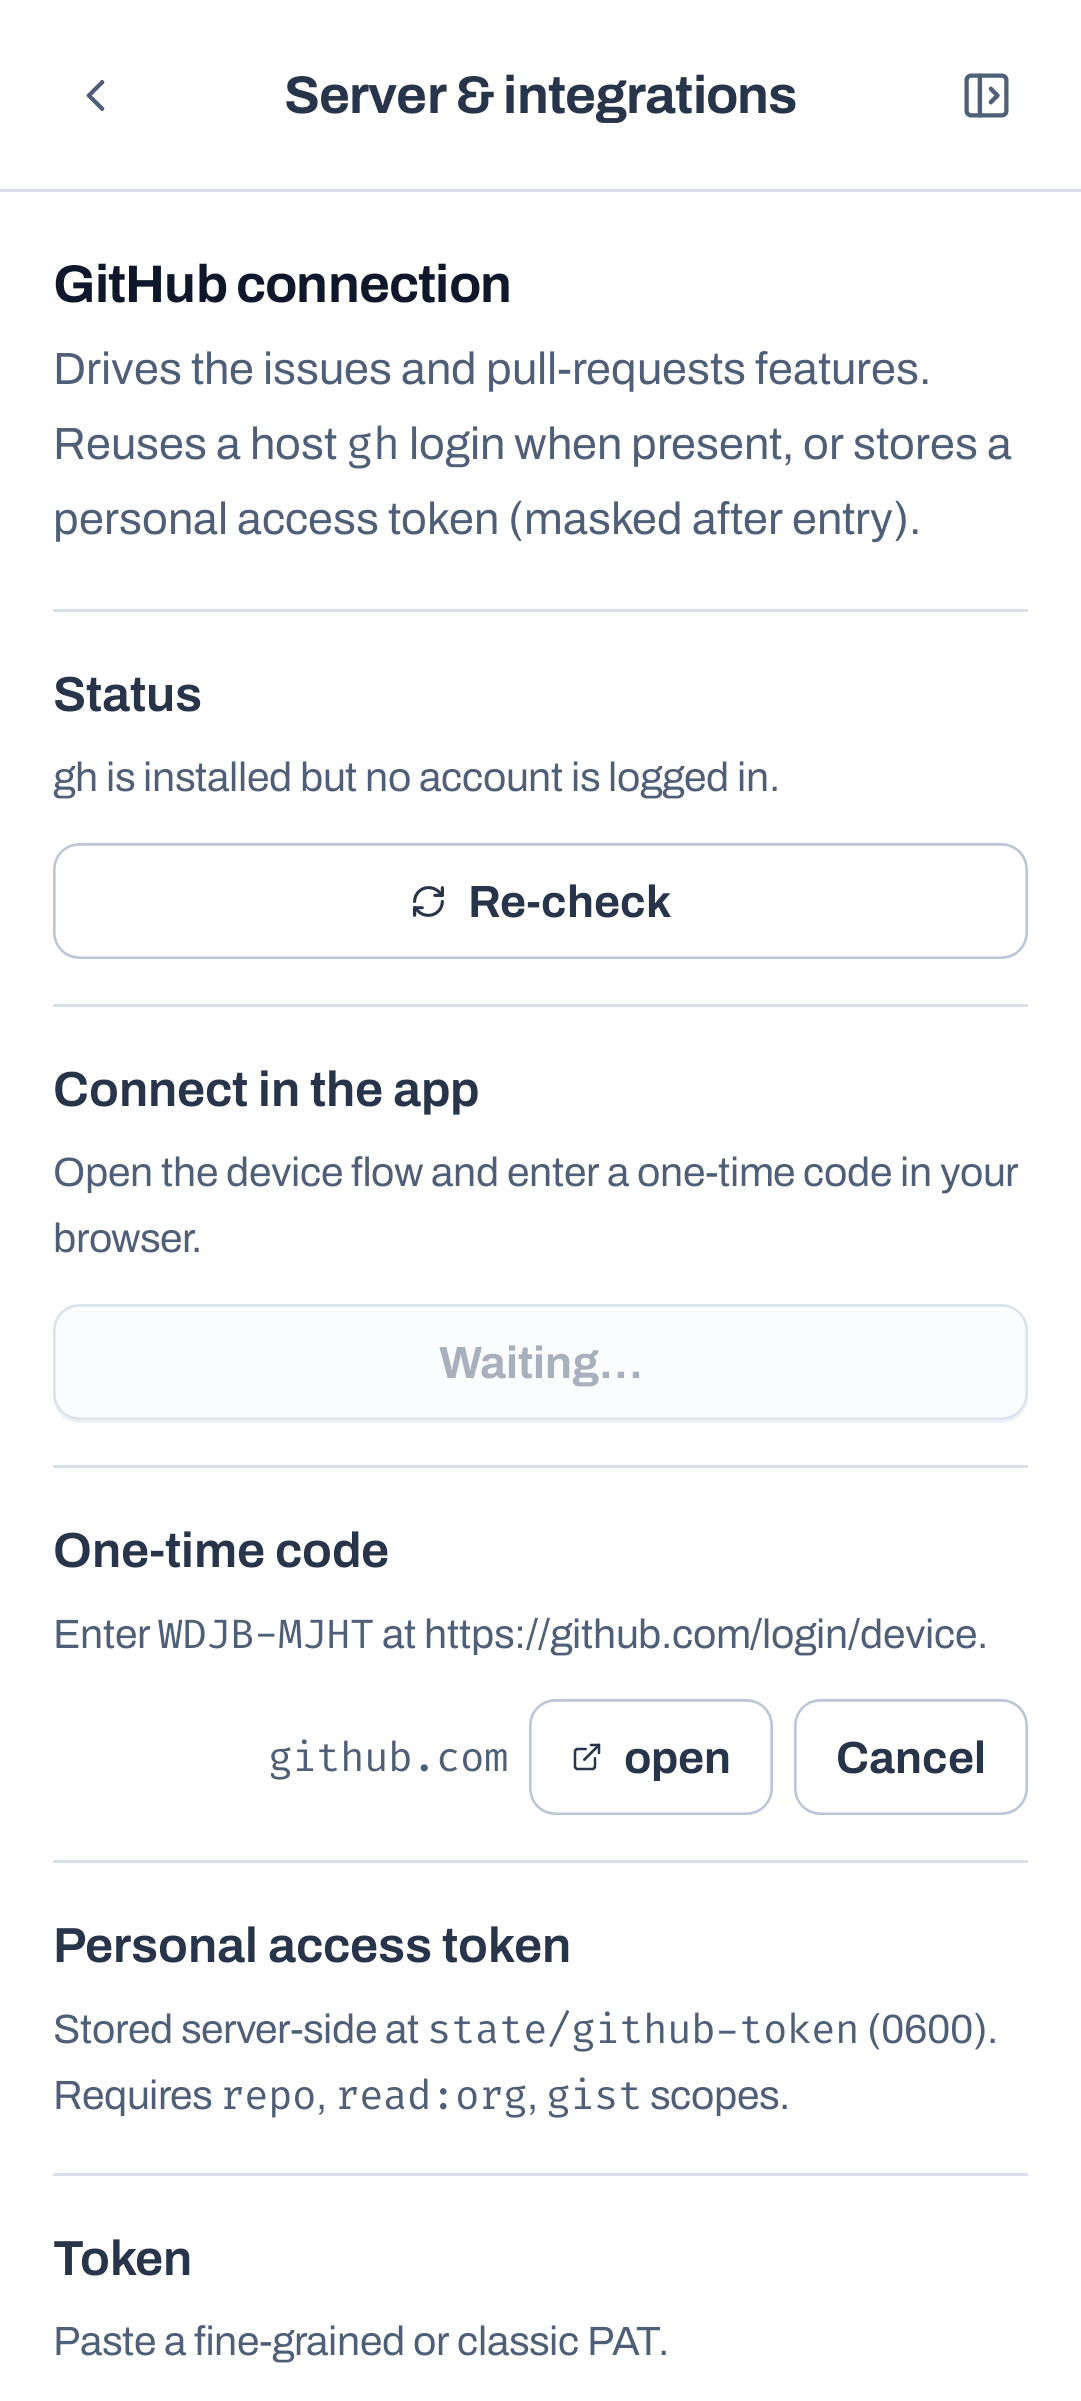 Server & integrations
GitHub connection
Drives the issues and pull-requests features.
Reuses a host gh login when present, or stores a
personal access token (masked after entry).
Status
gh is installed but no account is logged in.
Re-check
Connect in the app
Open the device flow and enter a one-time code in your
browser.
Waiting...
One-time code
Enter WDJB-MJHT at https://github.com/login/device.
github.com open Cancel
Personal access token
Stored server-side at state/github-token (0600).
Requires repo, read:org, gist scopes.
Token
Paste a fine-grained or classic PAT.